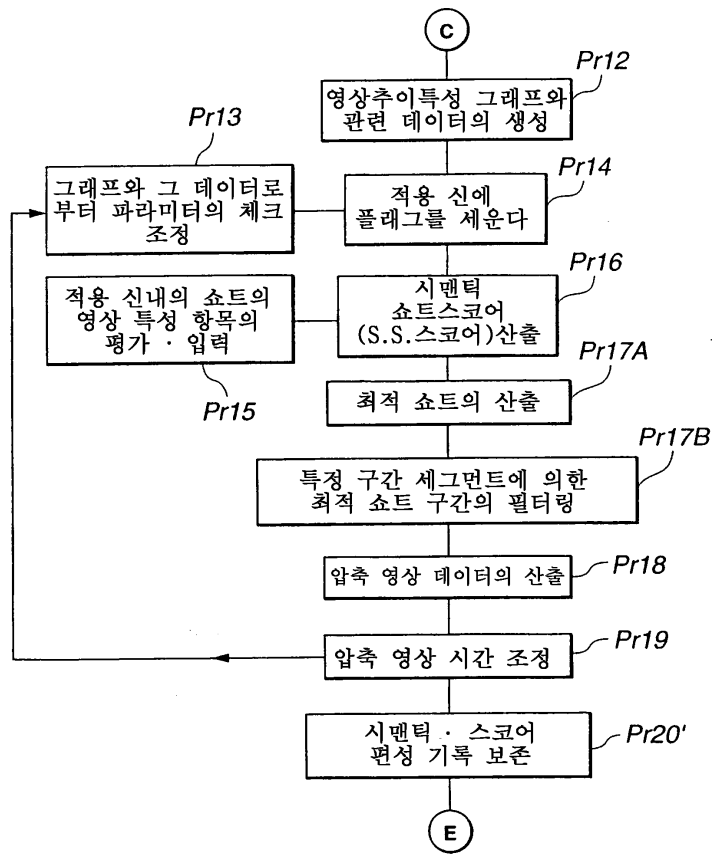 C
Pr12
영상추이특성 그래프와
관련 데이터의 생성
Pr13
그래프와 그 데이터로
부터 파라미터의 체크
조정
Pr14
적용 신에
플래그를 세운다
Pr16
시맨틱
쇼트스코어
(S.S.스코어)산출
적용 신내의 쇼트의
영상 특성 항목의
평가 · 입력
Pr15
Pr17A
최적 쇼트의 산출
Pr17B
특정 구간 세그먼트에 의한
최적 쇼트 구간의 필터링
압축 영상 데이터의 산출
Pr18
압축 영상 시간 조정
Pr19
시맨틱 · 스코어
편성 기록 보존
Pr20'
E